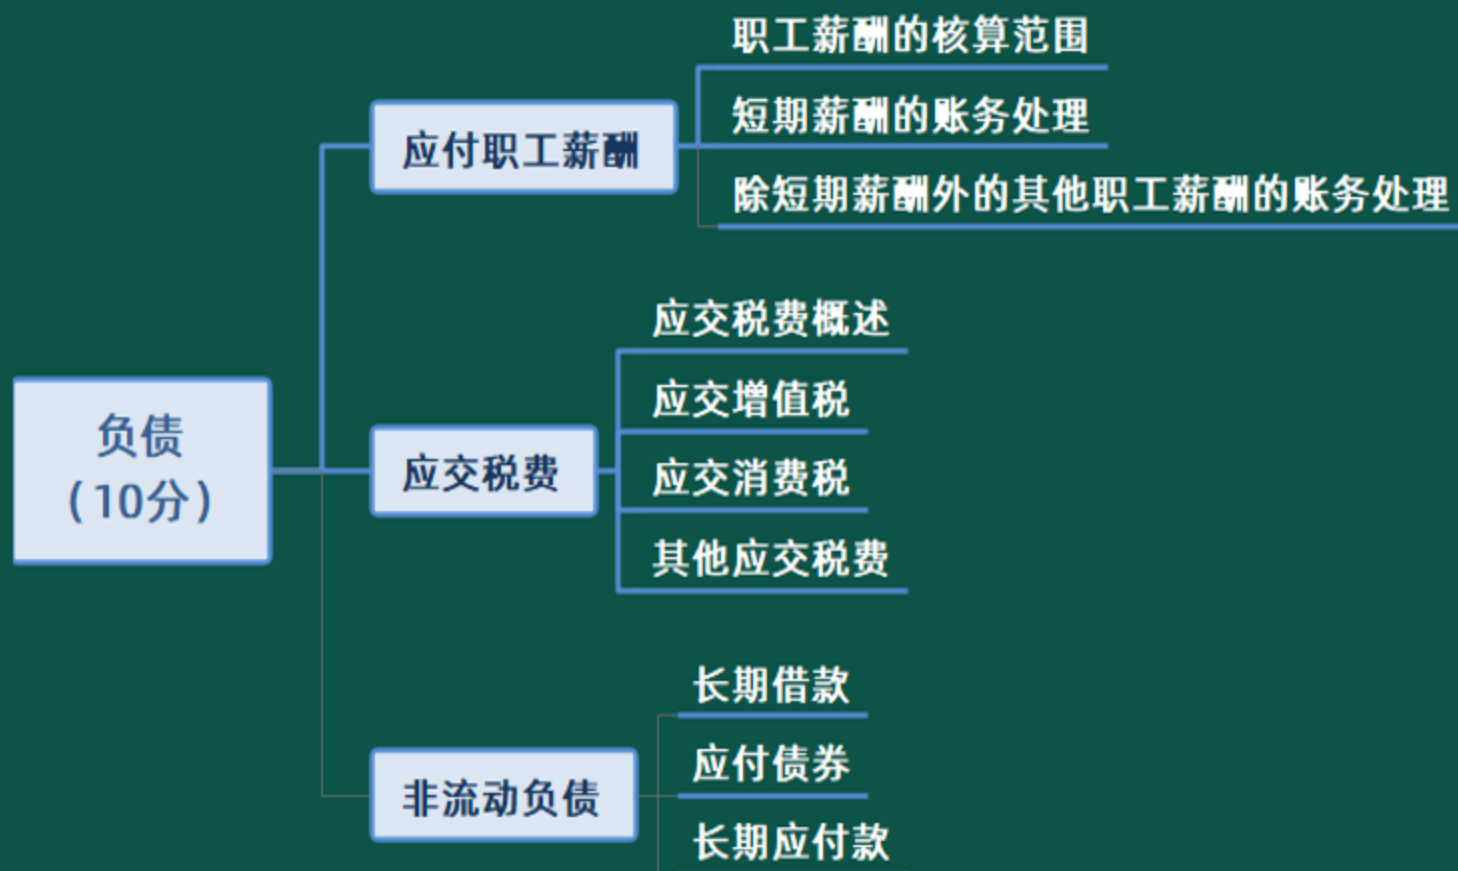 职工薪酬的核算范围
短期薪酬的账务处理
应付职工薪酬
除短期薪酬外的其他职工薪酬的账务处理
应交税费概述
应交增值税
负债
（10分）
应交税费
应交消费税
其他应交税费
长期借款
应付债券
非流动负债
长期应付款